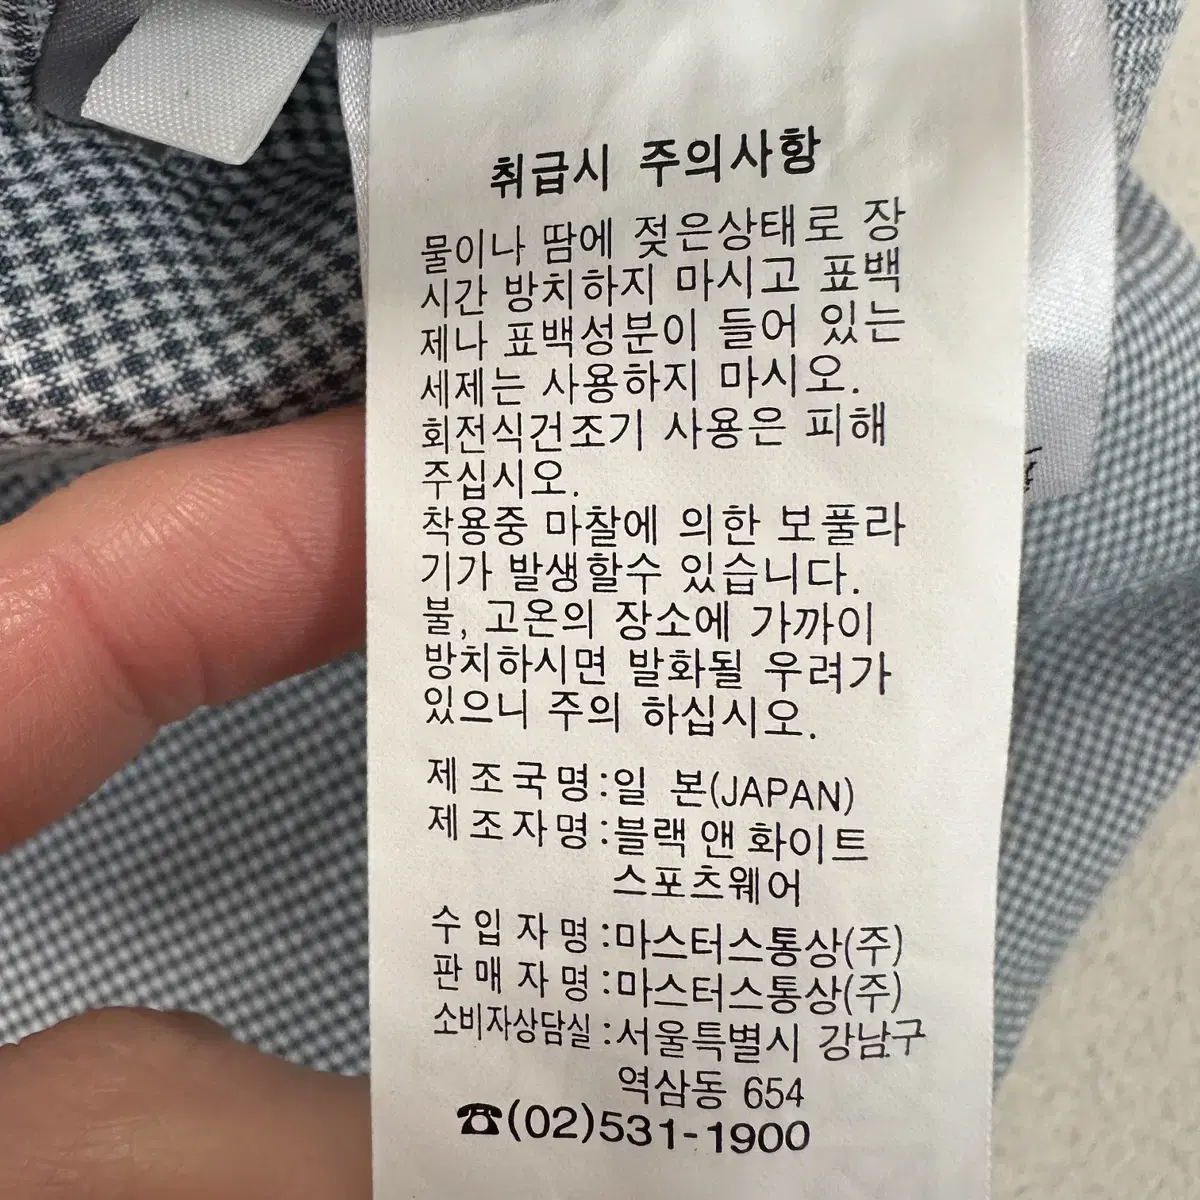 취급시 주의사항
물이나 땀에 젖은상태로 장
시간 방치하지 마시고 표백
제나 표백성분이 들어 있는
세제는 사용하지 마시오.
회전식건조기 사용은 피해
주십시오.
착용중 마찰에 의한 보풀라
기가 발생할수 있습니다.
불, 고온의 장소에 가까이
방치하시면 발화될 우려가
있으니 주의 하십시오.
제조국명:일 본(JAPAN)
제조자명:블랙앤화이트
스포츠웨어
수입자명:마스터스통상(주)
판매자명:마스터스통상(주)
소비자상담실:서울특별시 강남구
역삼동 654
☎(02)531-1900